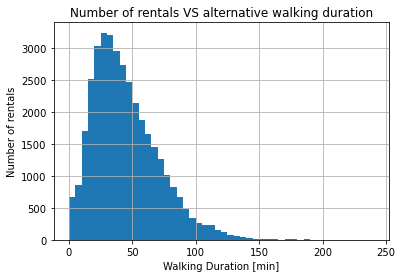 Number of rentals VS alternative walking duration
Number of rentals
3000
2500
2000
1500
1000
500
0
0 50 100 150 200 250
Walking Duration [min]